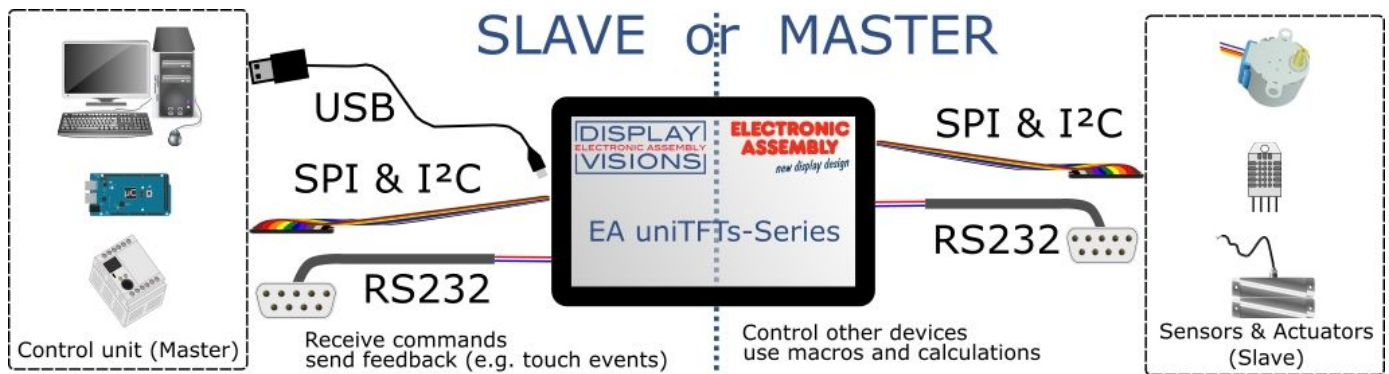 SLAVE or MASTER
USB
SPI & I²C
RS232
Control unit (Master)
Receive commands
send feedback (e.g. touch events)
DISPLAY
ELECTRONIC ASSEMBLY
VISIONS
ELECTRONIC
ASSEMBLY
new display design
EA uniTFTs-Series
SPI & I²C
RS232
Control other devices
use macros and calculations
Sensors & Actuators
(Slave)